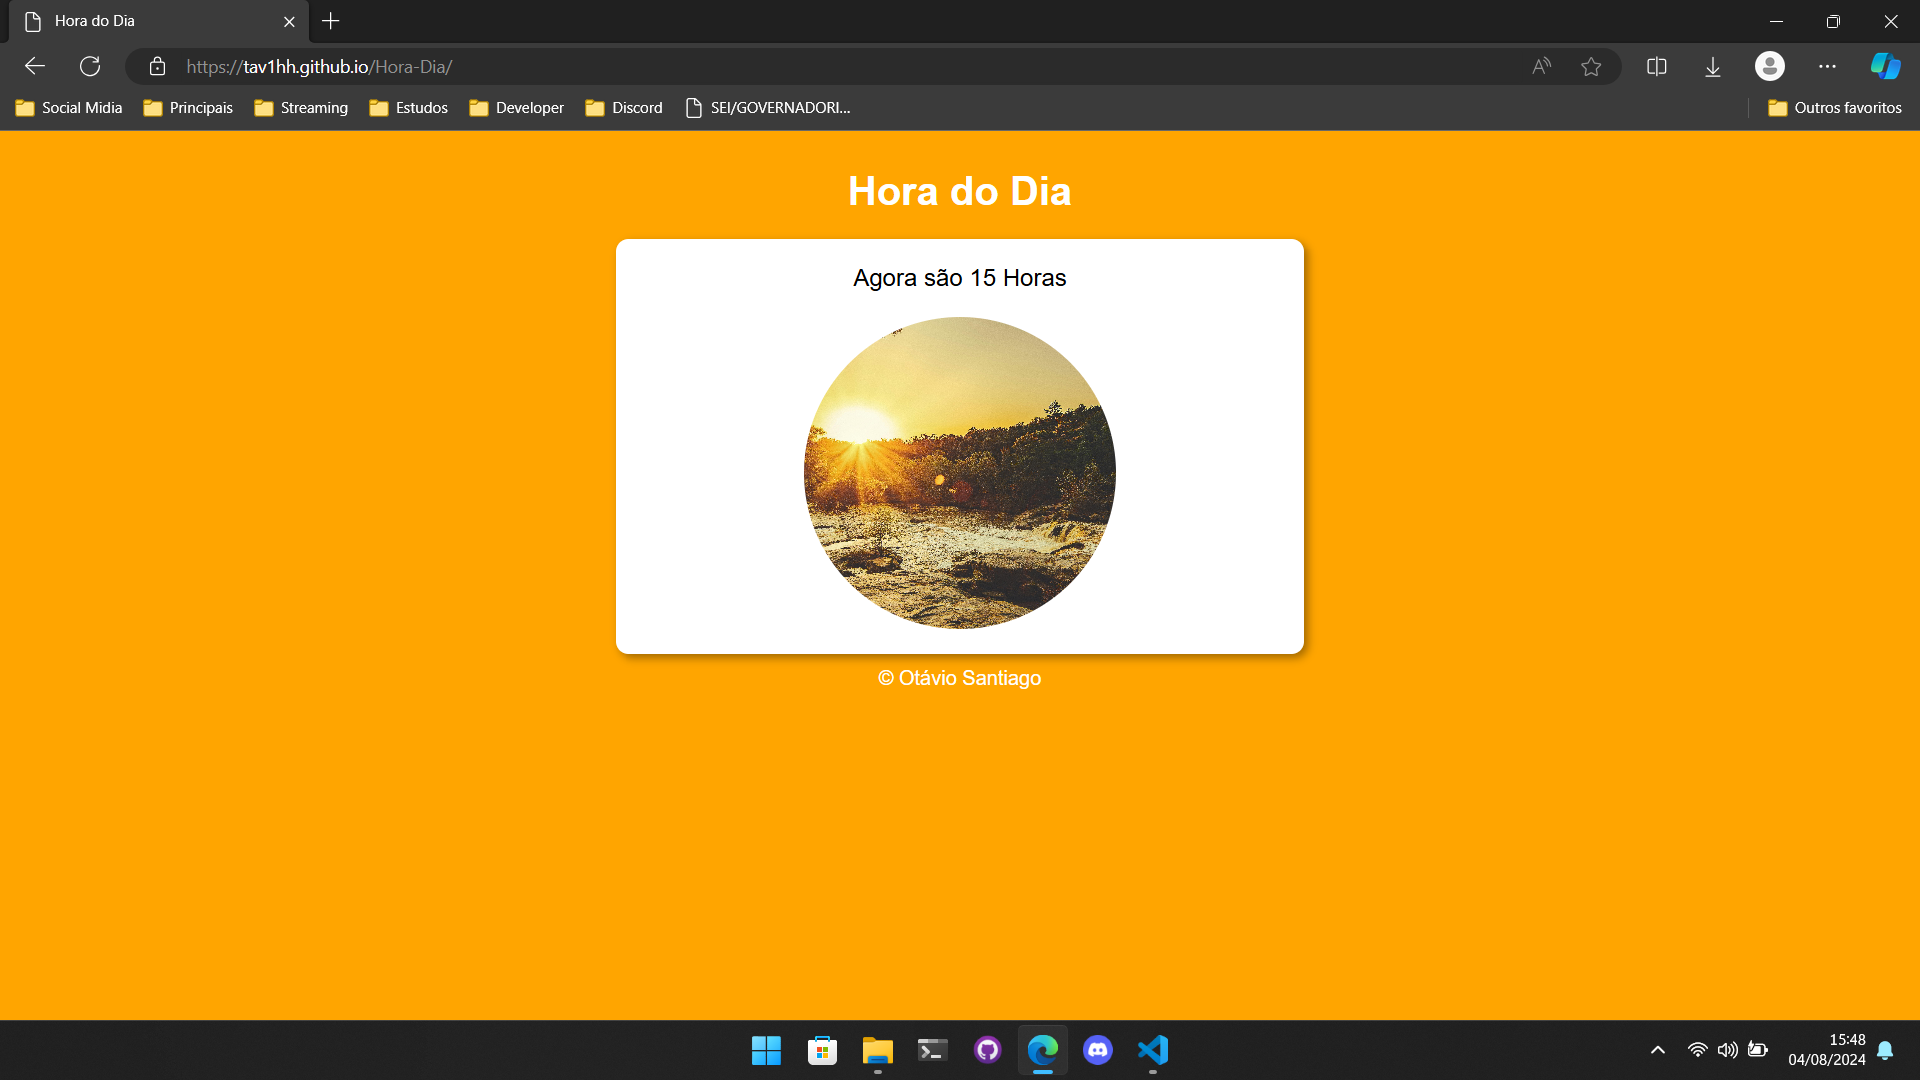 Hora do Dia
https://tav1hh.github.io/Hora-Dia/
Social Midia Principais Streaming Estudos Developer Discord SEI/GOVERNADORI... Outros favoritos
Hora do Dia
Agora são 15 Horas
© Otávio Santiago
15:48
04/08/2024